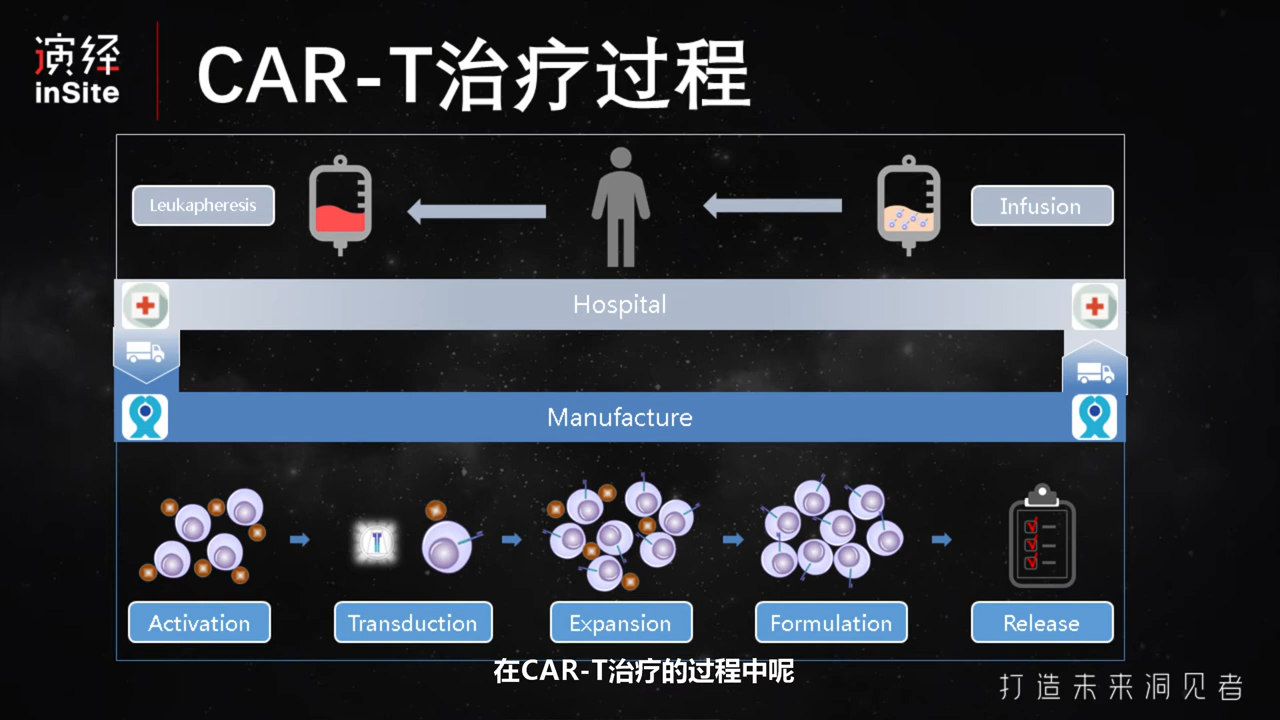 演经
inSite
CAR-T治疗过程
Leukapheresis
Infusion
Hospital
Manufacture
Activation
Transduction
Expansion
Formulation
Release
在CAR-T治疗的过程中呢
打造未来洞见者